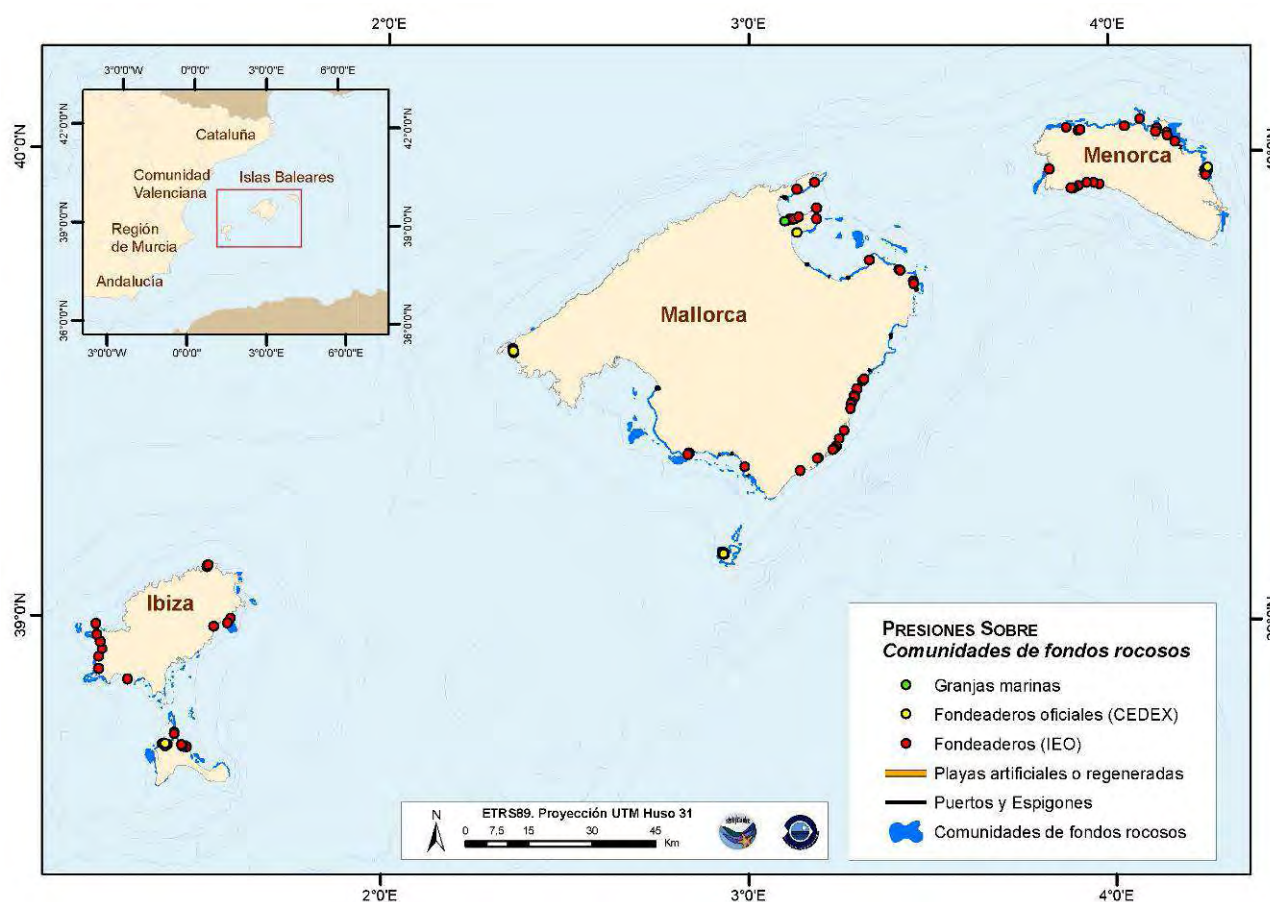 2°0'E
3°0'E
4°0'E
3°0'0"W
0°0'0"
3°0'0"E
6°0'0"E
42°0'0"N
42°0'0"N
39°0'0"N
39°0'0"N
36°0'0"N
36°0'0"N
Cataluña
Comunidad
Valenciana
Islas Baleares
Región
de Murcia
Andalucía
3°0'0"W
0°0'0"
3°0'0"E
6°0'0"E
40°0'N
Menorca
Mallorca
Ibiza
39°0'N
PRESIONES SOBRE
Comunidades de fondos rocosos
Granjas marinas
Fondeaderos oficiales (CEDEX)
Fondeaderos (IEO)
Playas artificiales o regeneradas
Puertos y Espigones
Comunidades de fondos rocosos
N
ETRS89. Proyección UTM Huso 31
0 7,5 15 30 45
Km
2°0'E
3°0'E
4°0'E